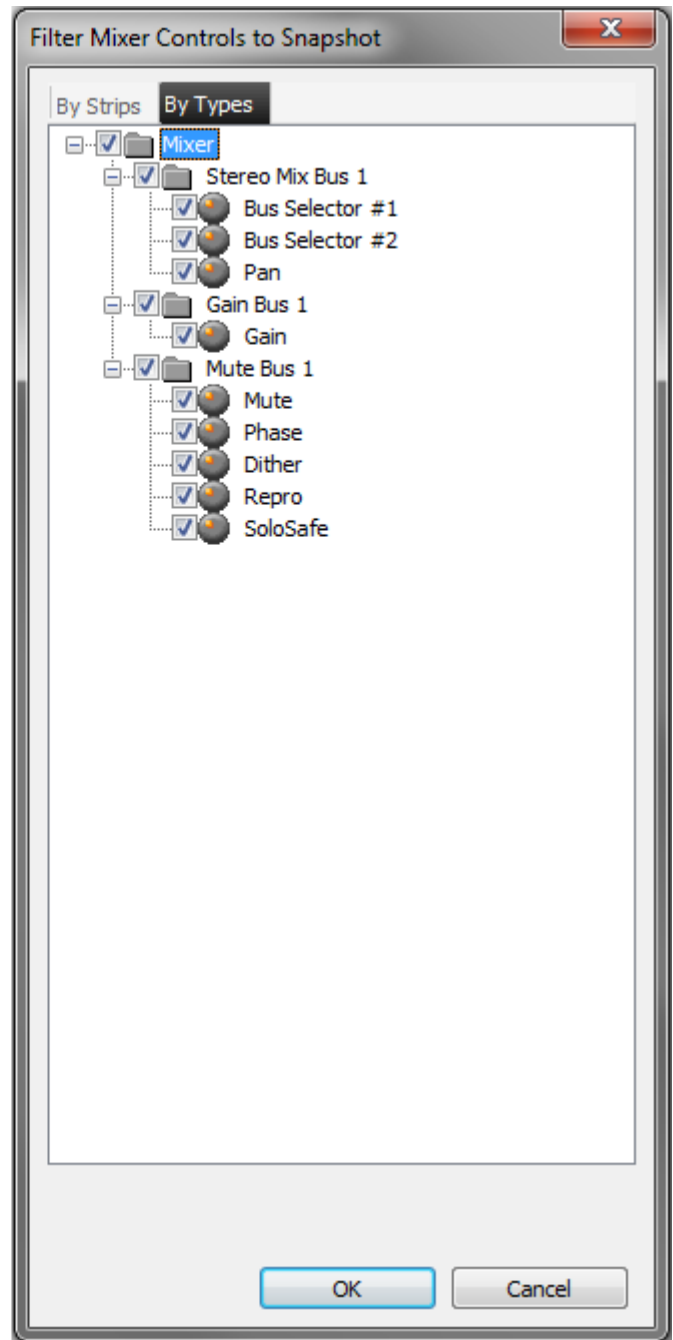 Filter Mixer Controls to Snapshot
By Strips By Types
Mixer
Stereo Mix Bus 1
Bus Selector #1
Bus Selector #2
Pan
Gain Bus 1
Gain
Mute Bus 1
Mute
Phase
Dither
Repro
SoloSafe
OK Cancel